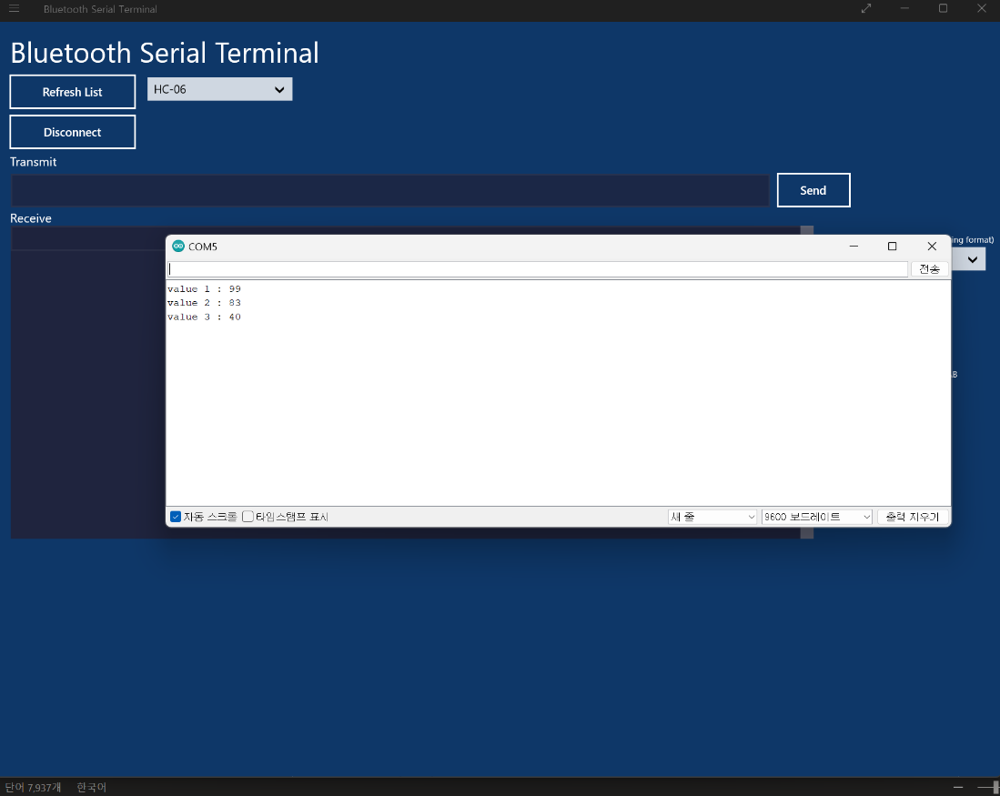 Bluetooth Serial Terminal
Bluetooth Serial Terminal
Refresh List
HC-06
Disconnect
Transmit
Send
Receive
ing format)
COM5
전송
value 1 : 99
value 2 : 83
value 3 : 40
자동 스크롤
타임스탬프 표시
새 줄
9600 보드레이트
출력 지우기
단어 7,937개
한국어